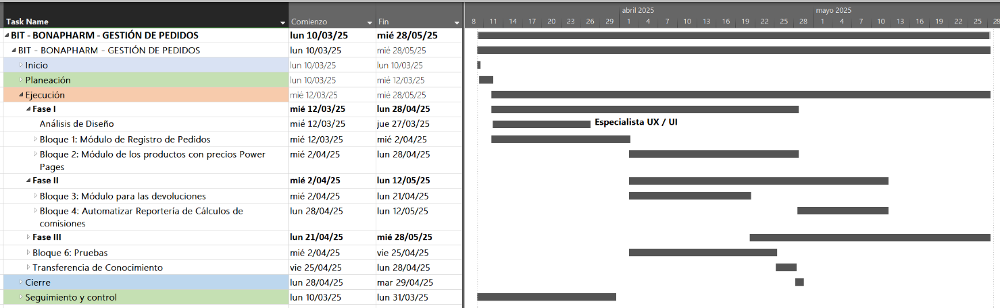 abril 2025 mayo 2025
Task Name Comienzo Fin 8 11 14 17 20 23 26 29 1 4 7 10 13 16 19 22 25 28 1 4 7 10 13 16 19 22 25 28
BIT - BONAPHARM - GESTIÓN DE PEDIDOS lun 10/03/25 mié 28/05/25
BIT - BONAPHARM - GESTIÓN DE PEDIDOS lun 10/03/25 mié 28/05/25
Inicio lun 10/03/25 lun 10/03/25
Planeación lun 10/03/25 mié 12/03/25
Ejecución mié 12/03/25 mié 28/05/25
Fase I mié 12/03/25 lun 28/04/25
Análisis de Diseño mié 12/03/25 jue 27/03/25 Especialista UX / UI
Bloque 1: Módulo de Registro de Pedidos mié 12/03/25 mié 2/04/25
Bloque 2: Módulo de los productos con precios Power mié 2/04/25 lun 28/04/25
Pages
Fase II mié 2/04/25 lun 12/05/25
Bloque 3: Módulo para las devoluciones mié 2/04/25 lun 21/04/25
Bloque 4: Automatizar Reportería de Cálculos de lun 28/04/25 lun 12/05/25
comisiones
Fase III lun 21/04/25 mié 28/05/25
Bloque 6: Pruebas mié 2/04/25 vie 25/04/25
Transferencia de Conocimiento vie 25/04/25 lun 28/04/25
Cierre lun 28/04/25 mar 29/04/25
Seguimiento y control lun 10/03/25 lun 31/03/25